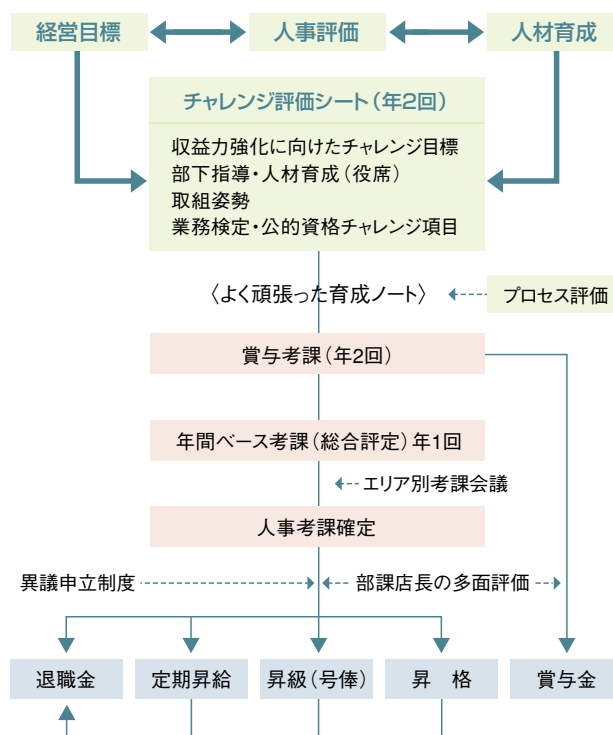 経営目標
人事評価
人材育成
チャレンジ評価シート（年2回）
収益力強化に向けたチャレンジ目標
部下指導・人材育成（役席）
取組姿勢
業務検定・公的資格チャレンジ項目
〈よく頑張った育成ノート〉
プロセス評価
賞与考課（年2回）
年間ベース考課（総合評定）年1回
エリア別考課会議
人事考課確定
異議申立制度
部課店長の多面評価
退職金
定期昇給
昇級（号俸）
昇　格
賞与金